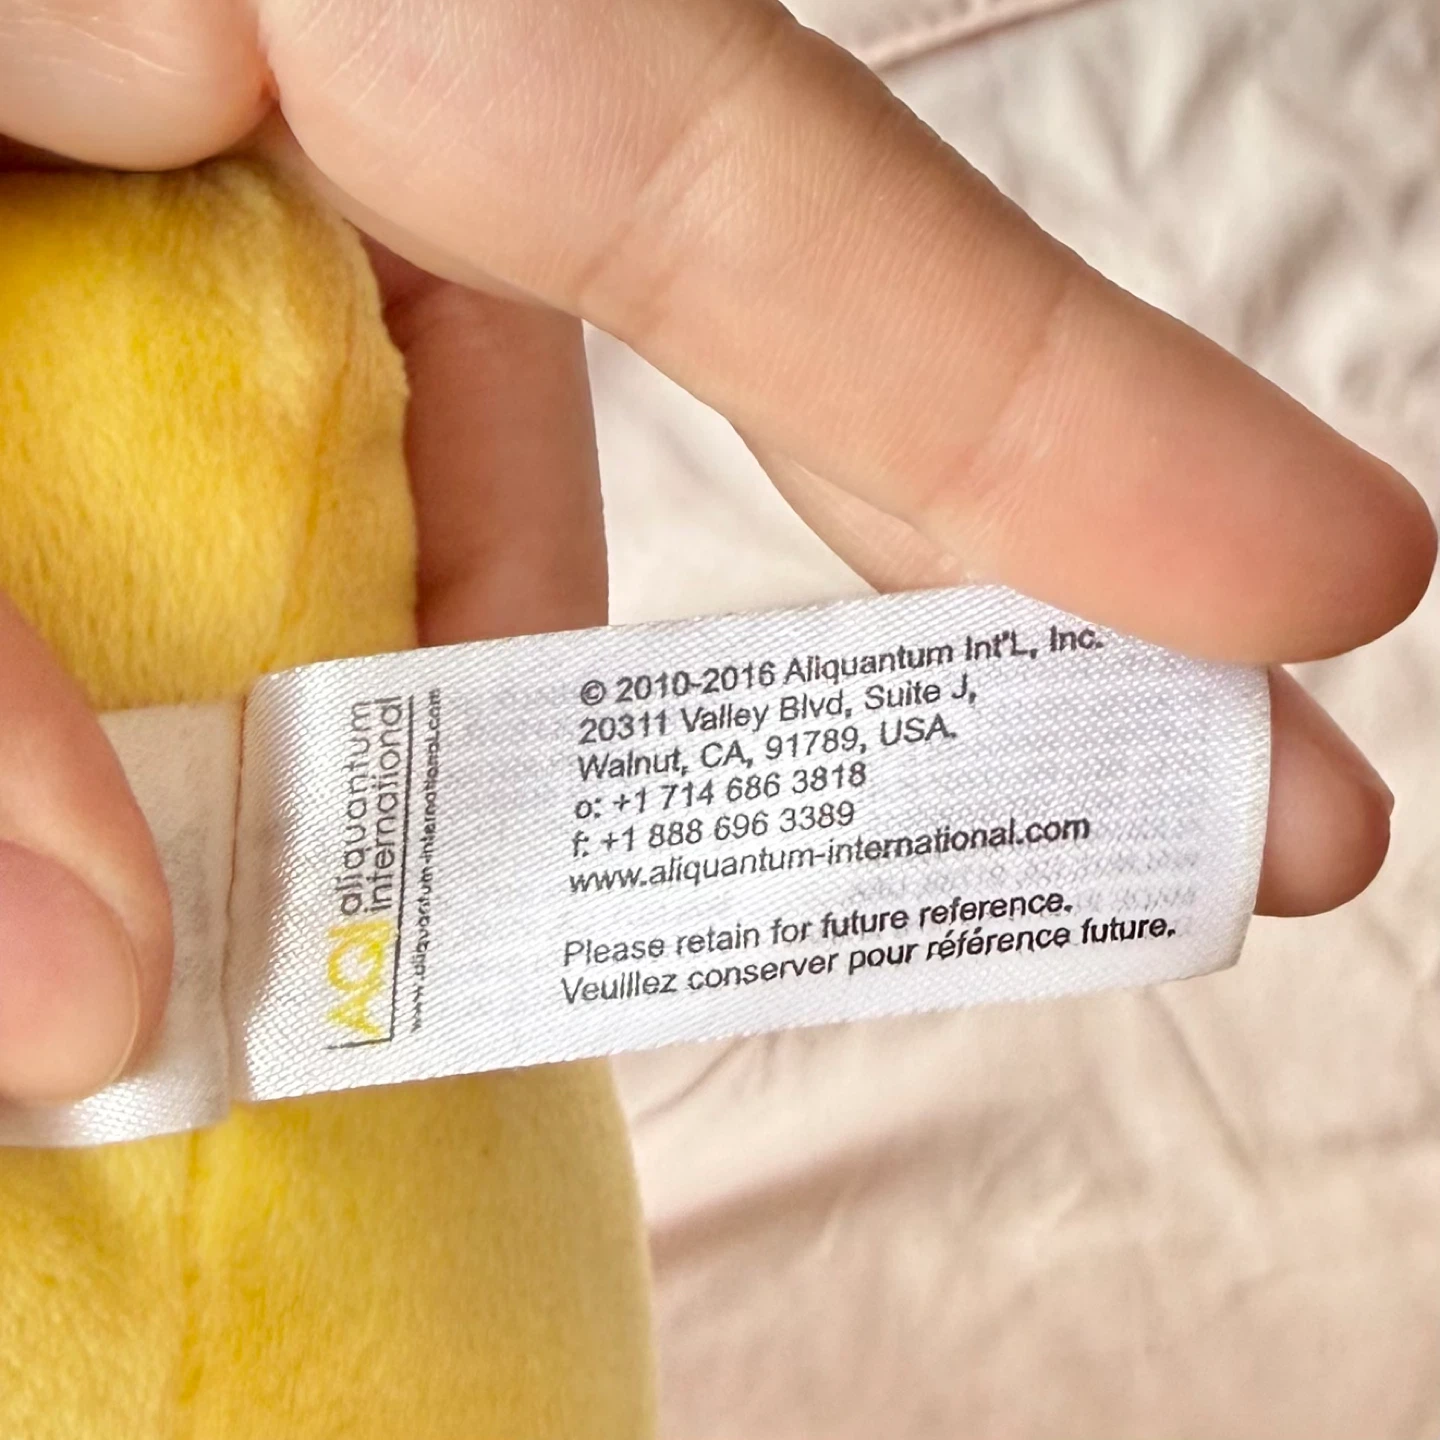 AQI
aliquantum
international
www.aliquantum-international.com
© 2010-2016 Aliquantum Int'L, Inc.
20311 Valley Blvd, Suite J,
Walnut, CA, 91789, USA.
o: +1 714 686 3818
f: +1 888 696 3389
www.aliquantum-international.com
Please retain for future reference.
Veuillez conserver pour référence future.